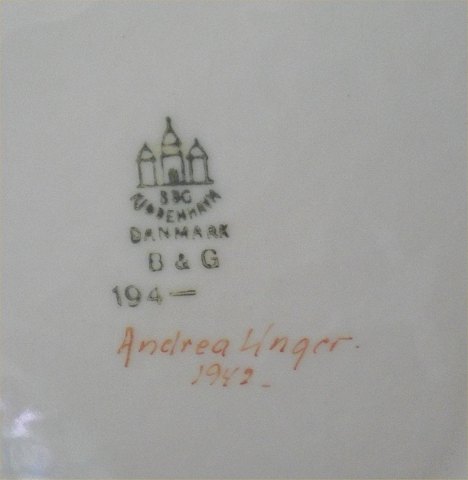 B&G
KJØBENHAVN
DANMARK
B & G
194—
Andrea Unger.
1942-